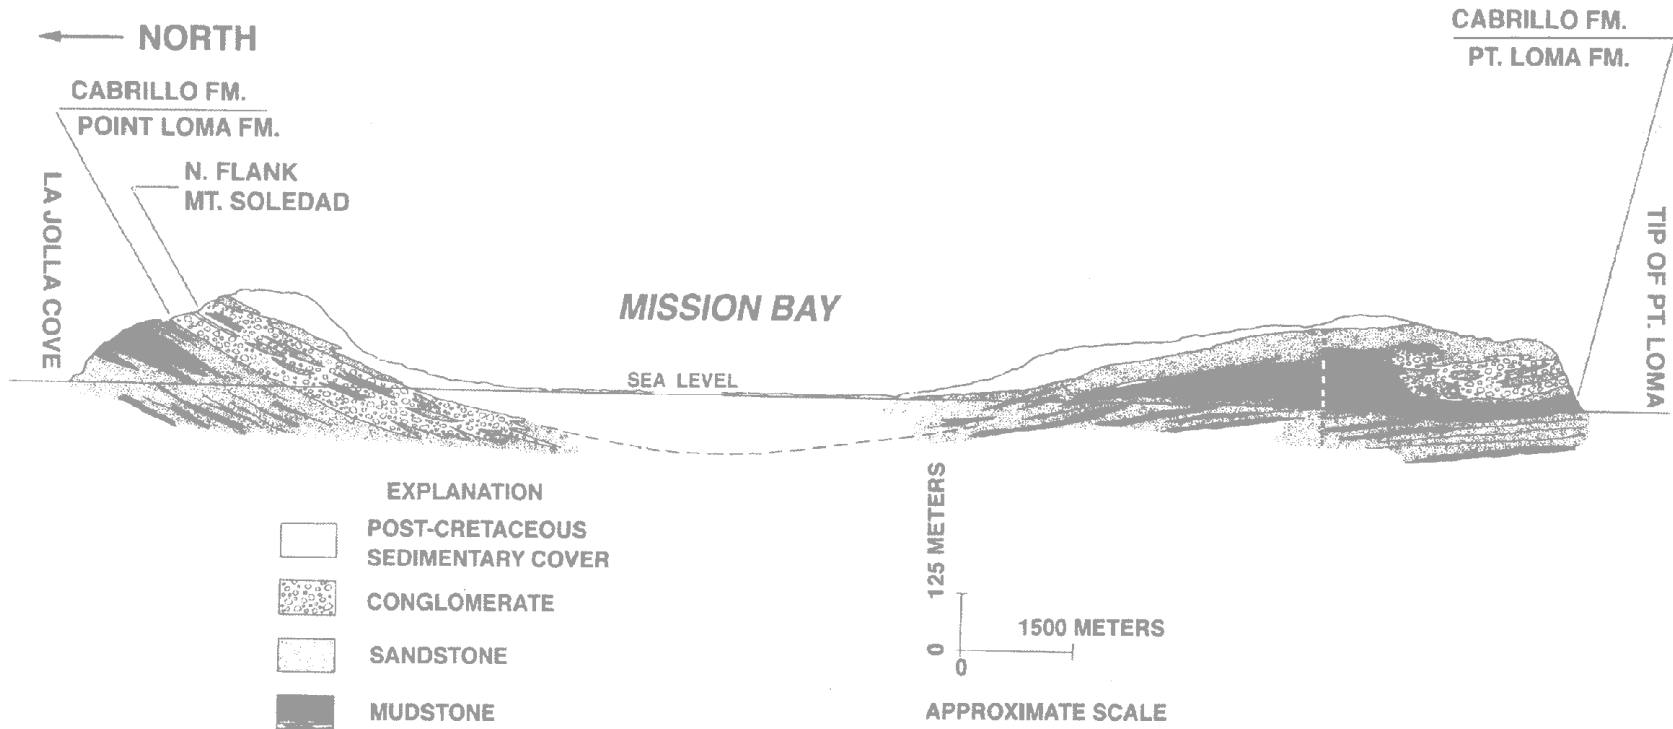 NORTH
CABRILLO FM.
POINT LOMA FM.
N. FLANK
MT. SOLEDAD
LA JOLLA COVE
MISSION BAY
SEA LEVEL
CABRILLO FM.
PT. LOMA FM.
TIP OF PT. LOMA
EXPLANATION
POST-CRETACEOUS
SEDIMENTARY COVER
CONGLOMERATE
SANDSTONE
MUDSTONE
125 METERS
0
0
1500 METERS
APPROXIMATE SCALE